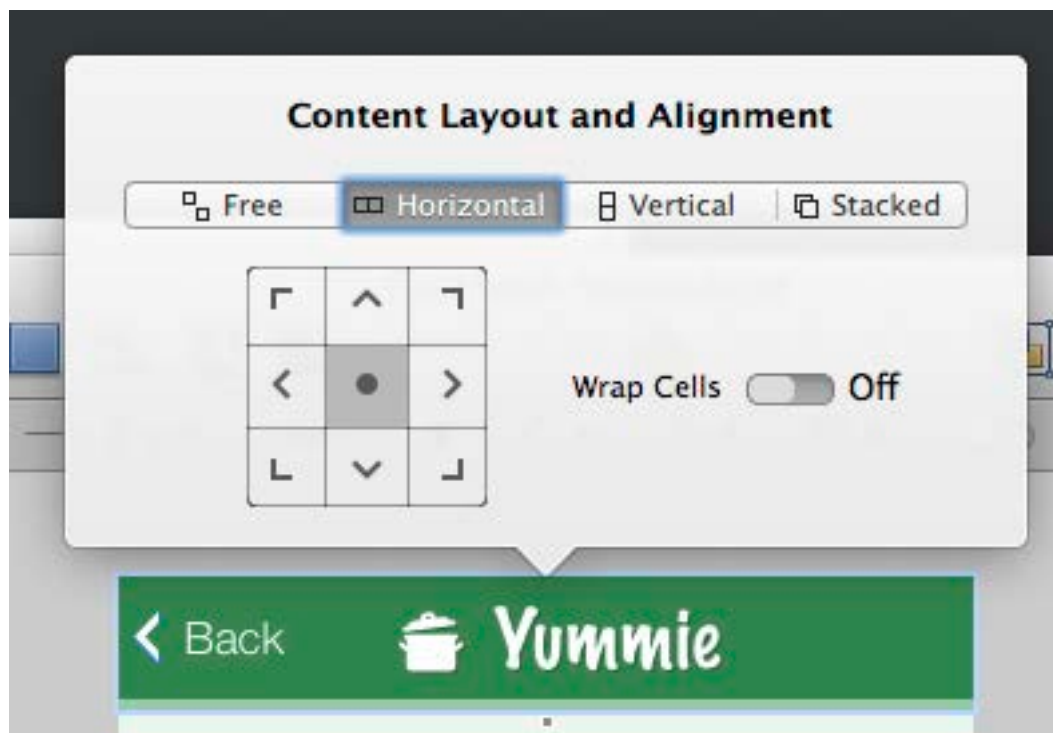 Content Layout and Alignment
Free Horizontal Vertical Stacked
Wrap Cells Off
Back Yummie